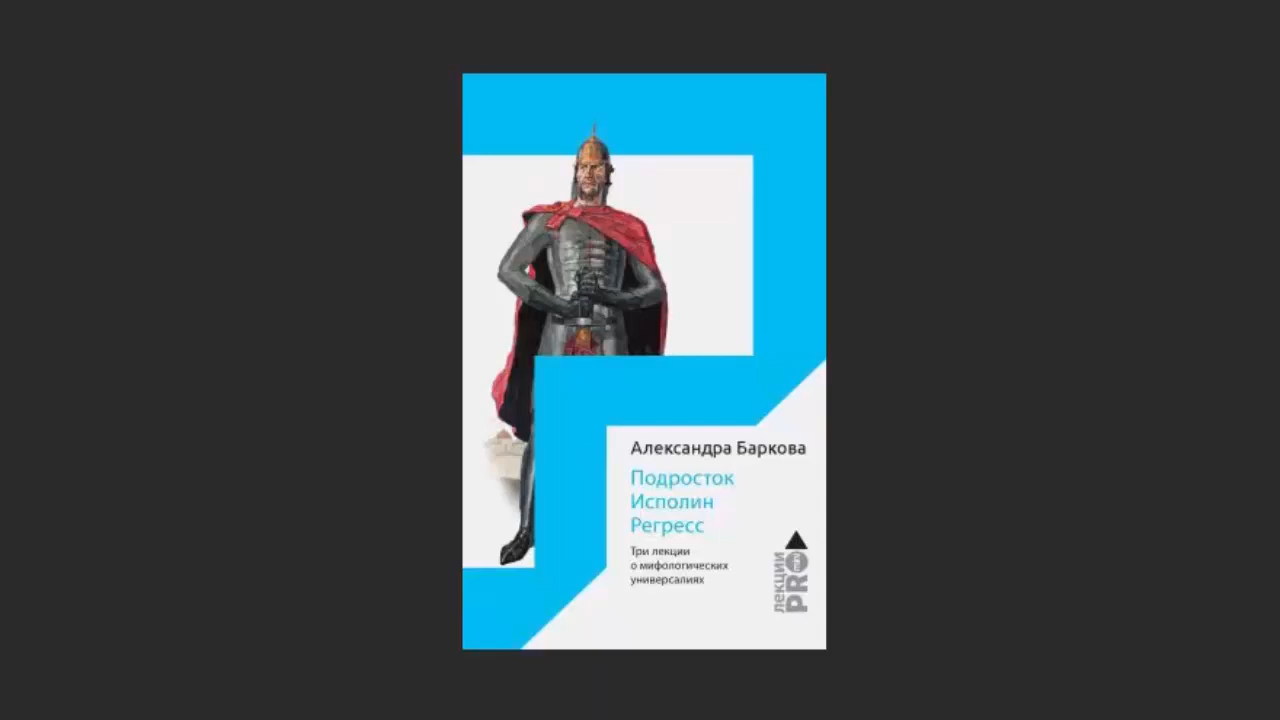 Александра Баркова
Подросток
Исполин
Регресс
Три лекции
о мифологических
универсалиях
лекции
PRO